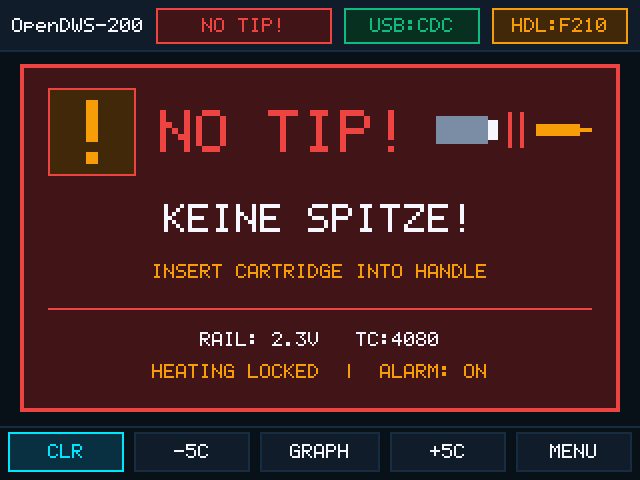 OpenDWS-200 NO TIP! USB:CDC HDL:F210
! NO TIP!
KEINE SPITZE!
INSERT CARTRIDGE INTO HANDLE
RAIL: 2.3V TC:4080
HEATING LOCKED | ALARM: ON
CLR -5C GRAPH +5C MENU